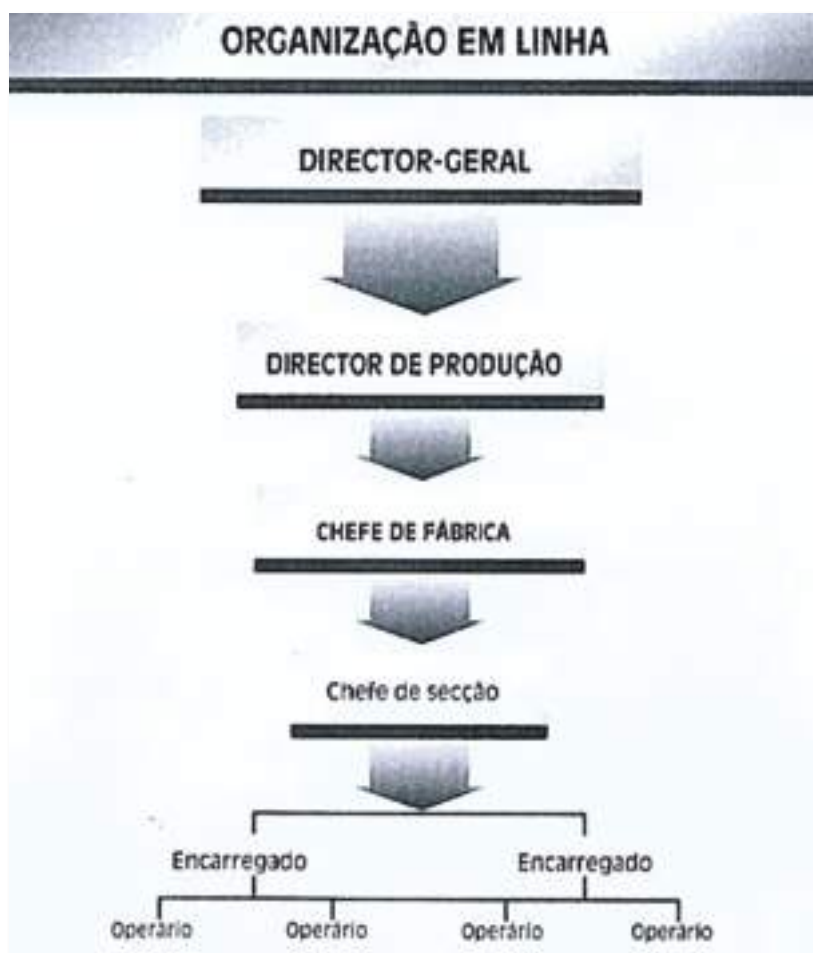 ORGANIZAÇÃO EM LINHA
DIRECTOR-GERAL
DIRECTOR DE PRODUÇÃO
CHEFE DE FÁBRICA
Chefe de secção
Encarregado Encarregado
Operário Operário Operário Operário